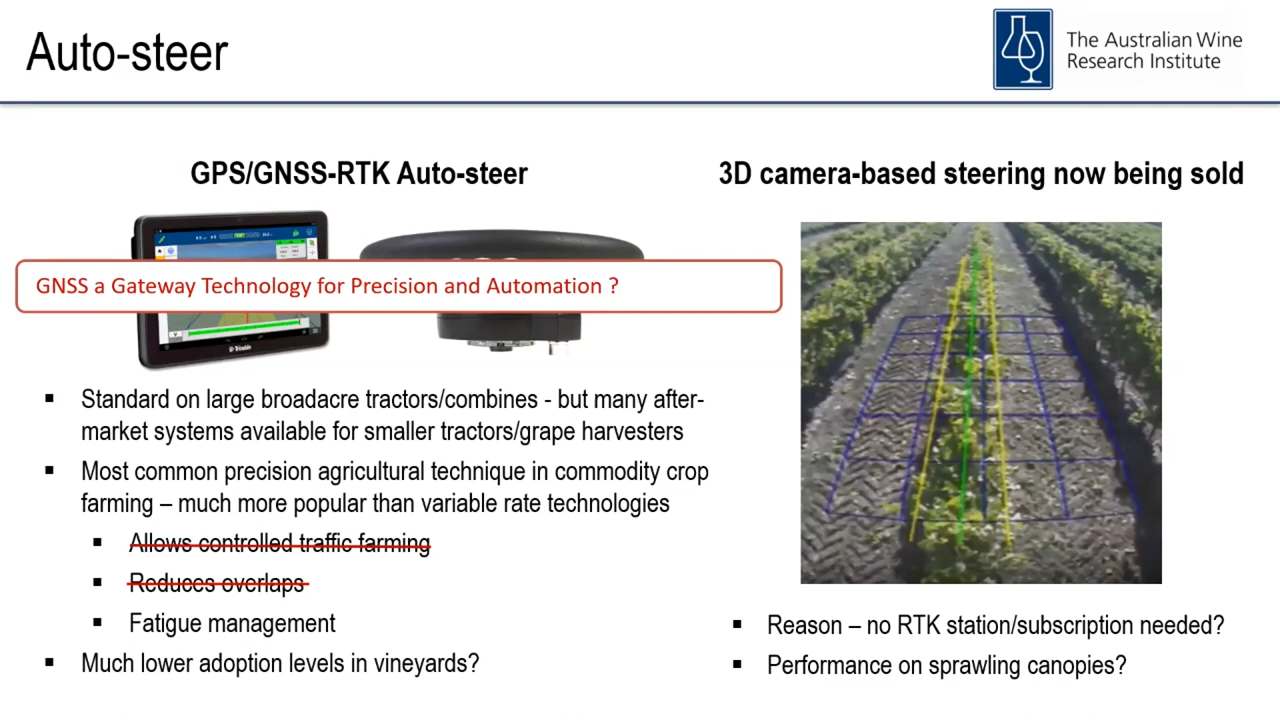 Auto-steer
The Australian Wine
Research Institute
GPS/GNSS-RTK Auto-steer
3D camera-based steering now being sold
GNSS a Gateway Technology for Precision and Automation ?
Trimble
▪ Standard on large broadacre tractors/combines - but many after-
market systems available for smaller tractors/grape harvesters
▪ Most common precision agricultural technique in commodity crop
farming – much more popular than variable rate technologies
▪ Allows controlled traffic farming
▪ Reduces overlaps
▪ Fatigue management
▪ Much lower adoption levels in vineyards?
▪ Reason – no RTK station/subscription needed?
▪ Performance on sprawling canopies?